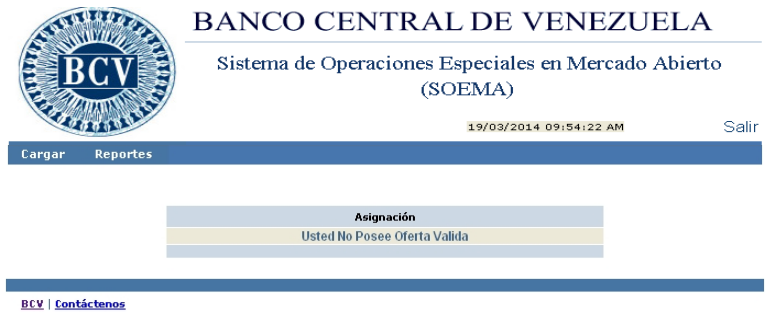 BANCO CENTRAL DE VENEZUELA
BCV
Sistema de Operaciones Especiales en Mercado Abierto
(SOEMA)
19/03/2014 09:54:22 AM
Salir
Cargar Reportes
Asignación
Usted No Posee Oferta Valida
BCV | Contáctenos